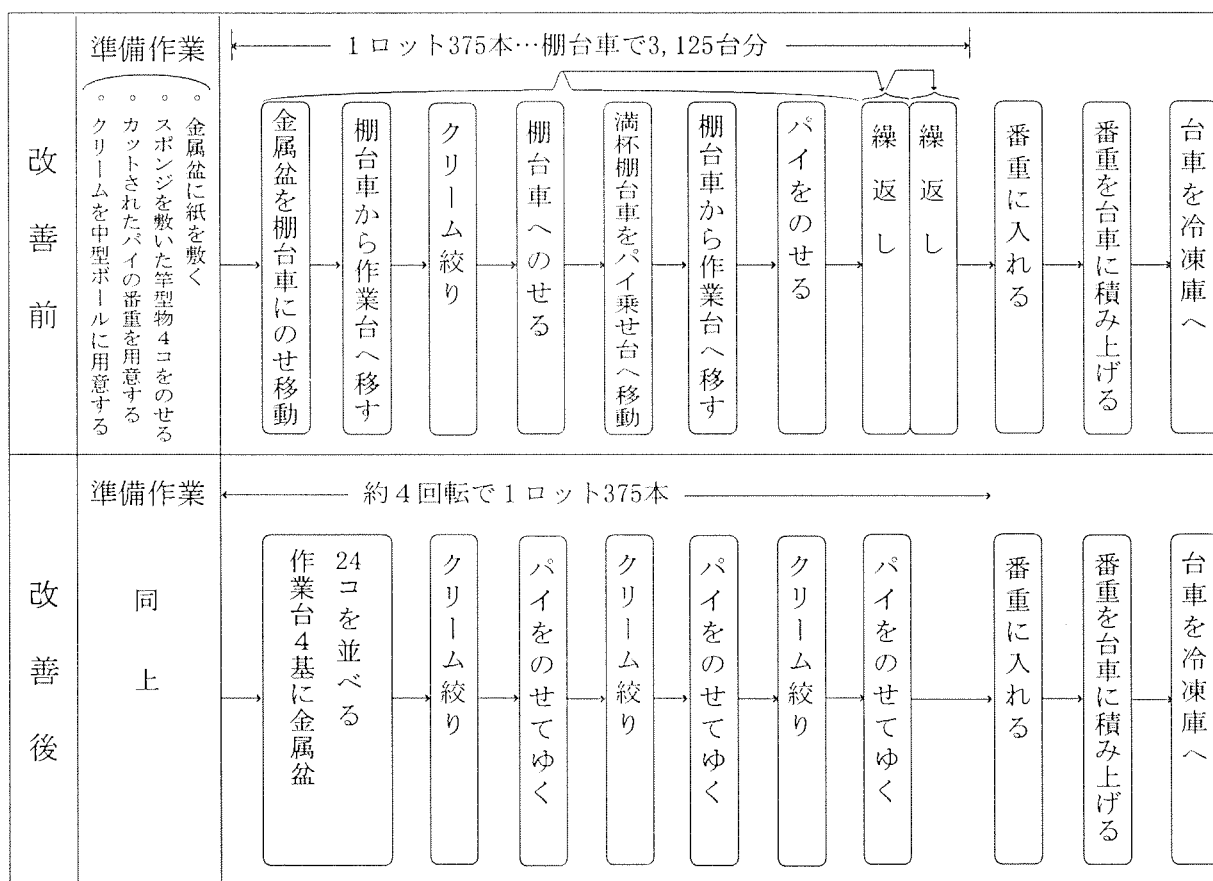 改善前
準備作業
。金属盆に紙を敷く
。スポンジを敷いた竿型物4コをのせる
。カットされたパイの番重を用意する
。クリームを中型ボールに用意する
1ロット375本…棚台車で3,125台分
金属盆を棚台車にのせ移動
棚台車から作業台へ移す
クリーム絞り
棚台車へのせる
満杯棚台車をパイ乗せ台へ移動
棚台車から作業台へ移す
パイをのせる
繰返し
繰返し
番重に入れる
番重を台車に積み上げる
台車を冷凍庫へ
改善後
準備作業
同上
約4回転で1ロット375本
24コを並べる
作業台4基に金属盆
クリーム絞り
パイをのせてゆく
クリーム絞り
パイをのせてゆく
クリーム絞り
パイをのせてゆく
番重に入れる
番重を台車に積み上げる
台車を冷凍庫へ